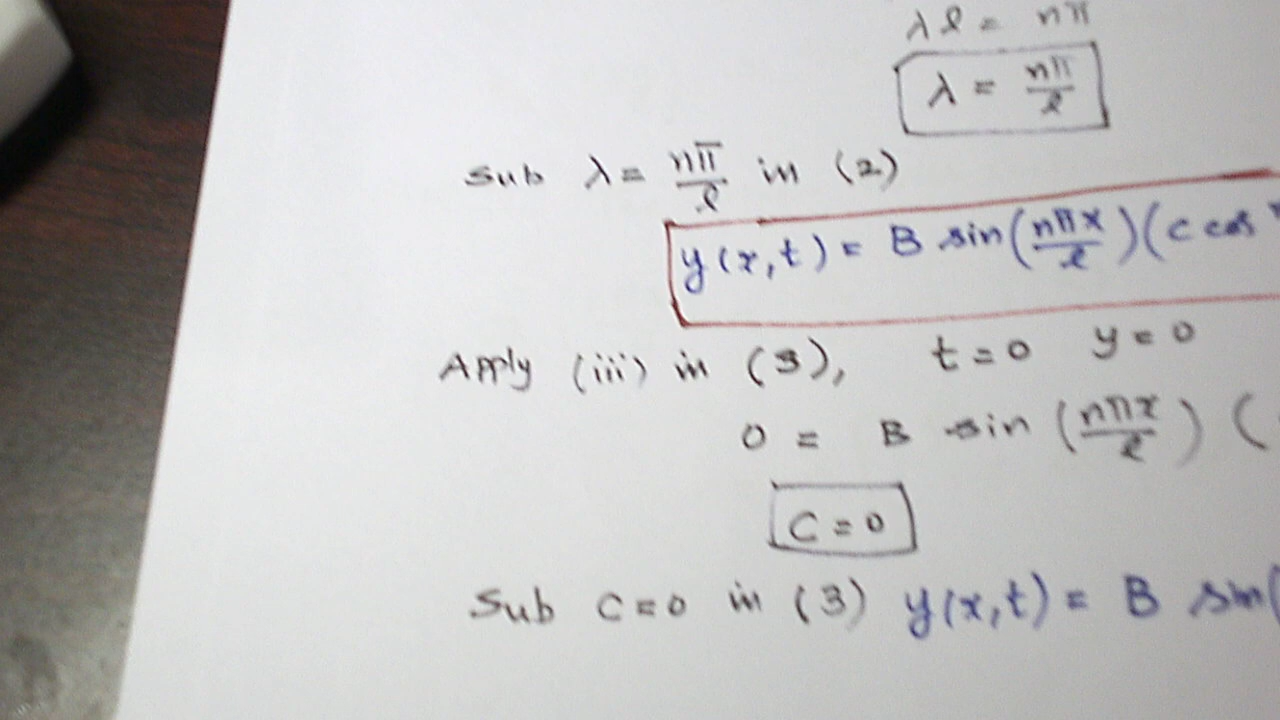 λl = nπ
λ = nπ/l
Sub λ = nπ/l in (2)
y(x,t) = B sin(nπx/l)(c cos
Apply (iii) in (3), t=0 y=0
0 = B sin (nπx/l) (
C = 0
Sub C=0 in (3) y(x,t) = B sin(